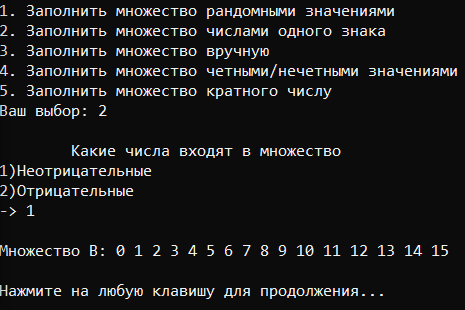 1. Заполнить множество рандомными значениями
2. Заполнить множество числами одного знака
3. Заполнить множество вручную
4. Заполнить множество четными/нечетными значениями
5. Заполнить множество кратного числу
Ваш выбор: 2
Какие числа входят в множество
1)Неотрицательные
2)Отрицательные
-> 1
Множество B: 0 1 2 3 4 5 6 7 8 9 10 11 12 13 14 15
Нажмите на любую клавишу для продолжения...